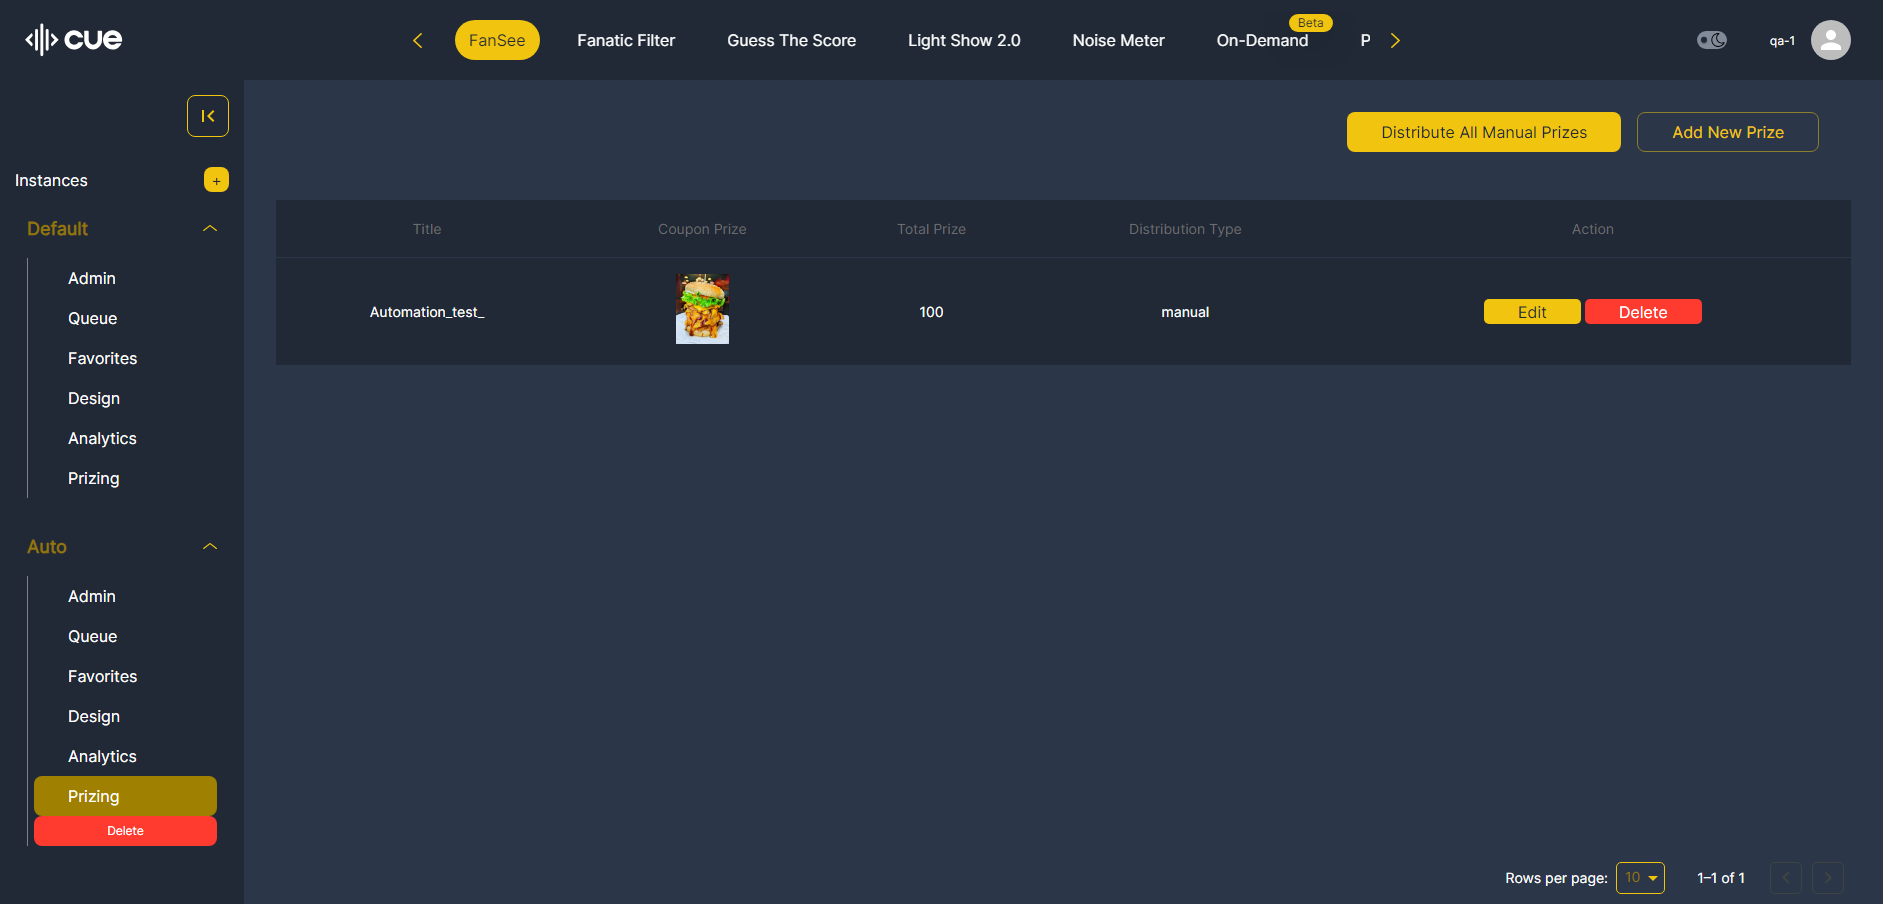 cue
FanSee
Fanatic Filter
Guess The Score
Light Show 2.0
Noise Meter
On-Demand
Beta
P
qa-1
Instances
+
Default
Admin
Queue
Favorites
Design
Analytics
Prizing
Auto
Admin
Queue
Favorites
Design
Analytics
Prizing
Delete
Distribute All Manual Prizes
Add New Prize
Title Coupon Prize Total Prize Distribution Type Action
Automation_test_ 100 manual Edit Delete
Rows per page: 10 1–1 of 1